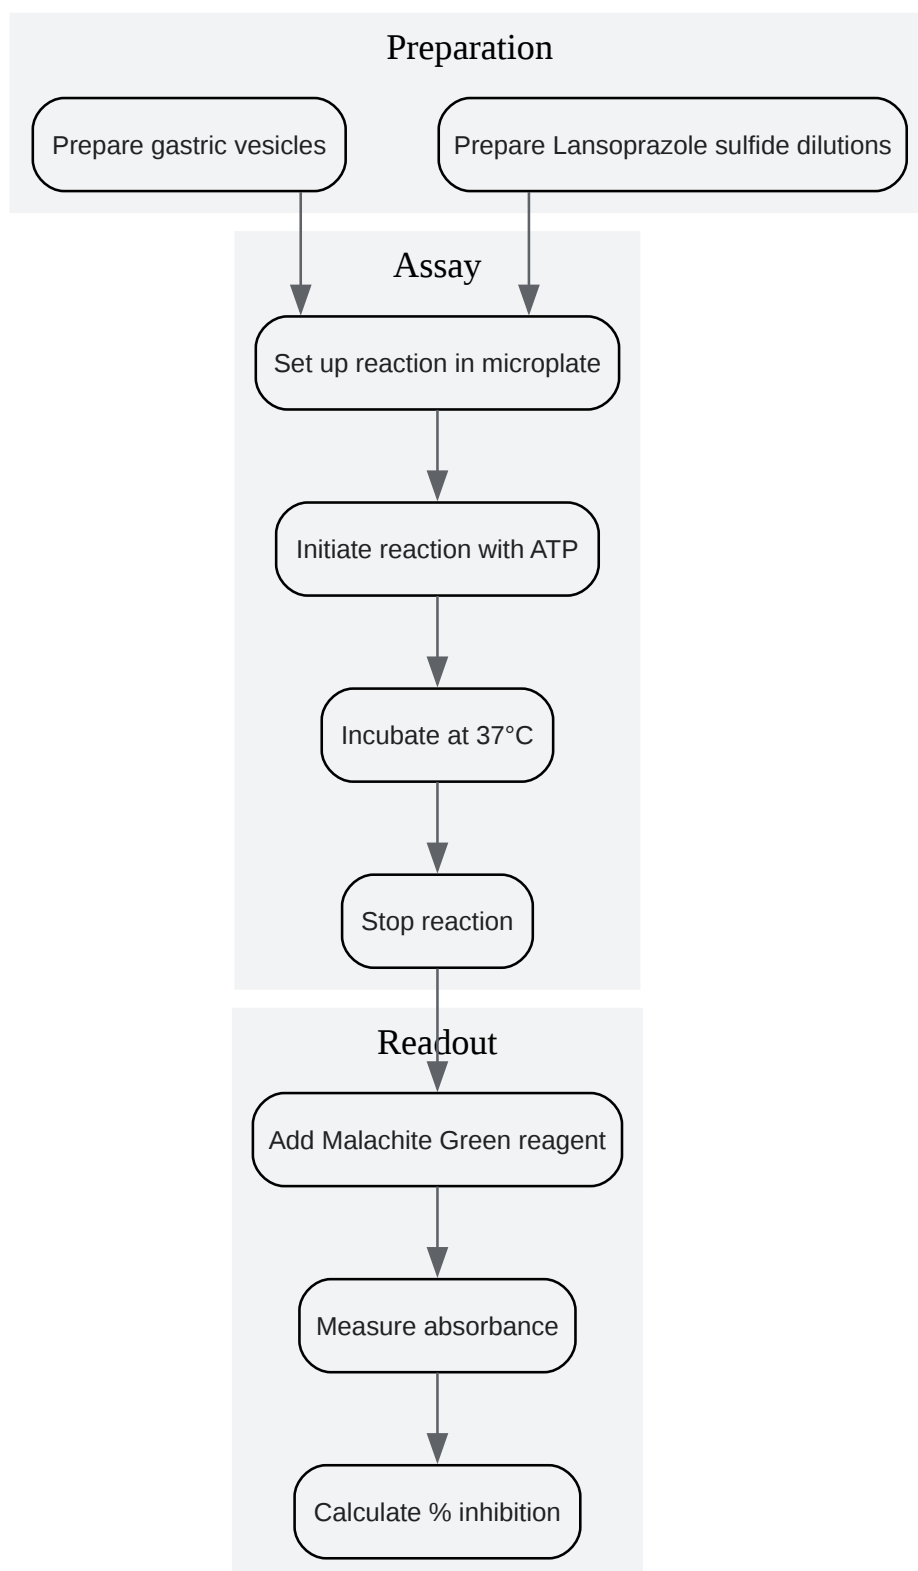 Preparation
Prepare gastric vesicles
Prepare Lansoprazole sulfide dilutions
Assay
Set up reaction in microplate
Initiate reaction with ATP
Incubate at 37°C
Stop reaction
Readout
Add Malachite Green reagent
Measure absorbance
Calculate % inhibition